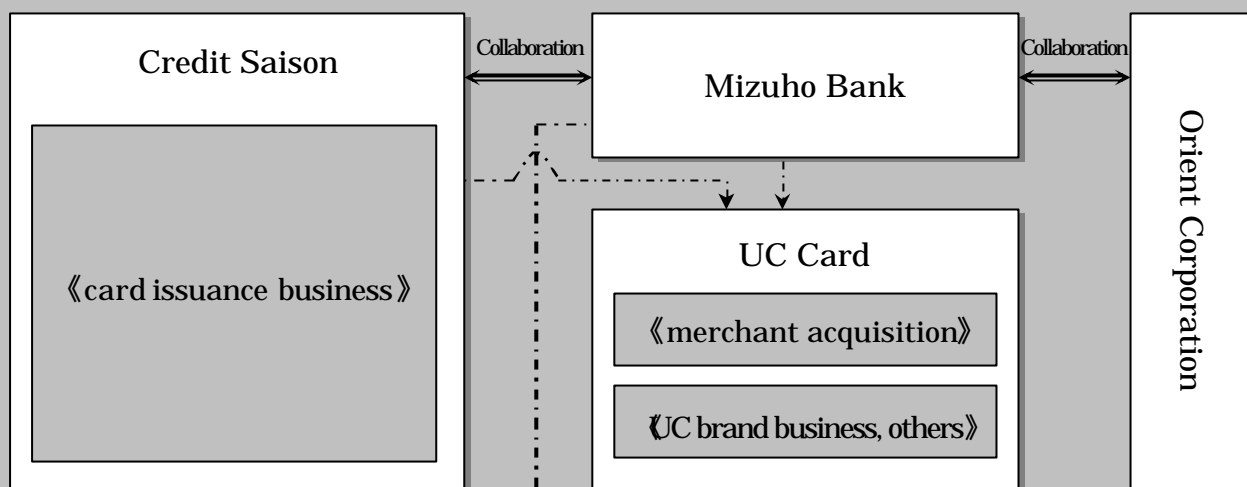 Credit Saison
Collaboration
Mizuho Bank
Collaboration
Orient Corporation
《card issuance business》
UC Card
《merchant acquisition》
《UC brand business, others》